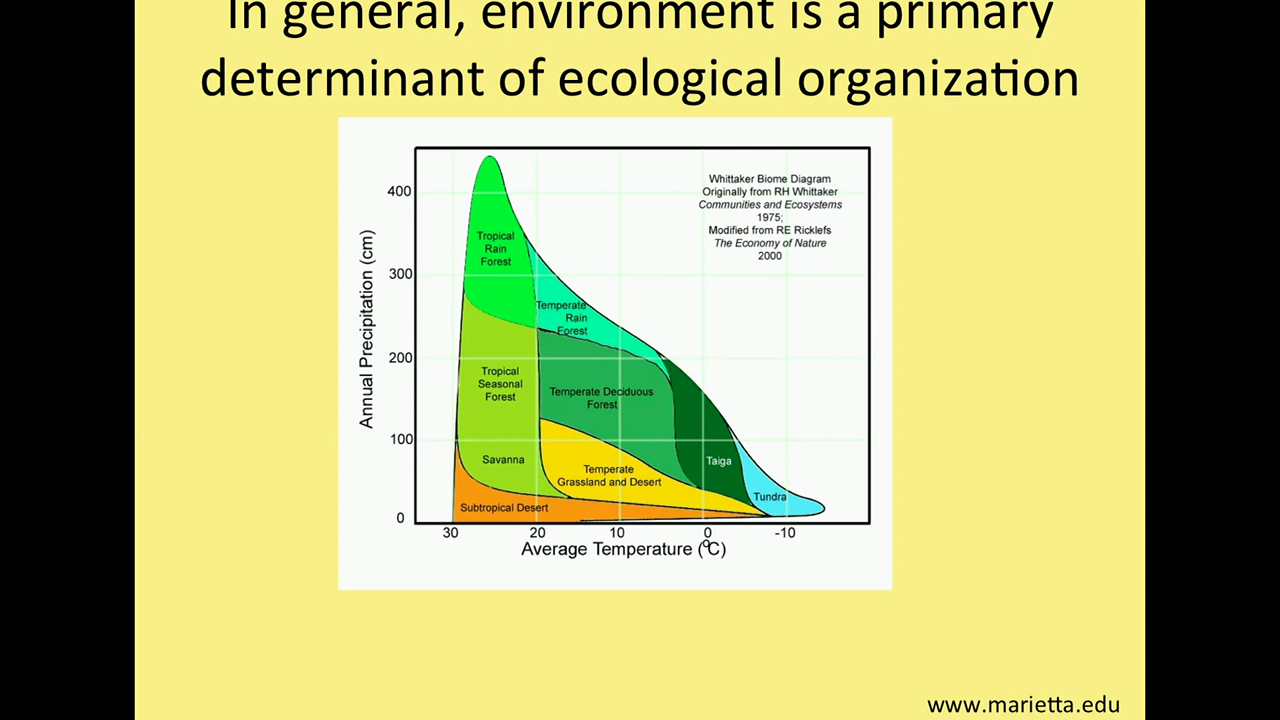 In general, environment is a primary
determinant of ecological organization
Whittaker Biome Diagram
Originally from RH Whittaker
Communities and Ecosystems
1975;
Modified from RE Ricklefs
The Economy of Nature
2000
Annual Precipitation (cm)
400
300
200
100
0
Tropical
Rain
Forest
Temperate
Rain
Forest
Tropical
Seasonal
Forest
Temperate Deciduous
Forest
Savanna
Temperate
Grassland and Desert
Taiga
Tundra
Subtropical Desert
30 20 10 0 -10
Average Temperature (°C)
www.marietta.edu